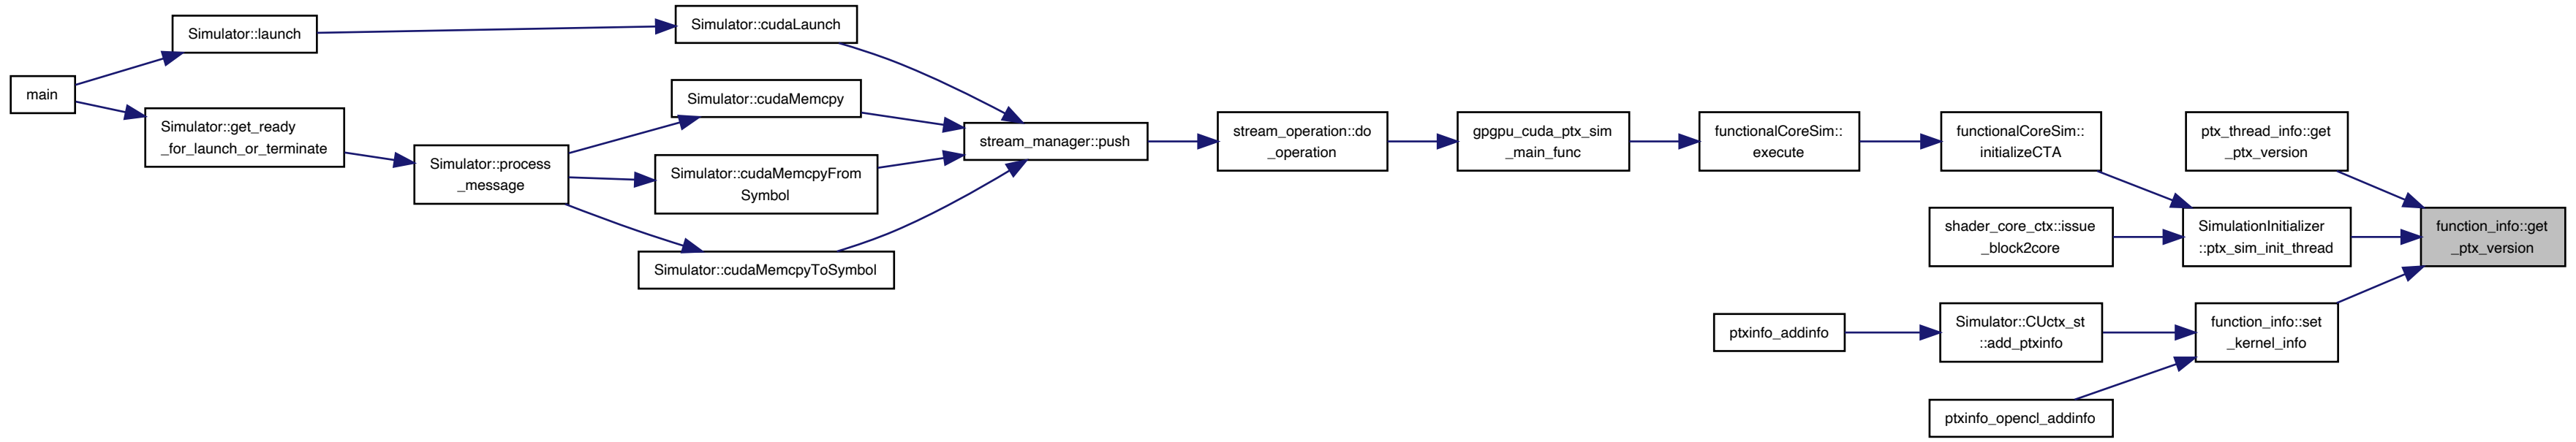 main
Simulator::launch
Simulator::get_ready
_for_launch_or_terminate
Simulator::process
_message
Simulator::cudaLaunch
Simulator::cudaMemcpy
Simulator::cudaMemcpyFrom
Symbol
Simulator::cudaMemcpyToSymbol
stream_manager::push
stream_operation::do
_operation
gpgpu_cuda_ptx_sim
_main_func
functionalCoreSim::
execute
functionalCoreSim::
initializeCTA
shader_core_ctx::issue
_block2core
ptxinfo_addinfo
Simulator::CUctx_st
::add_ptxinfo
ptxinfo_opencl_addinfo
ptx_thread_info::get
_ptx_version
SimulationInitializer
::ptx_sim_init_thread
function_info::set
_kernel_info
function_info::get
_ptx_version